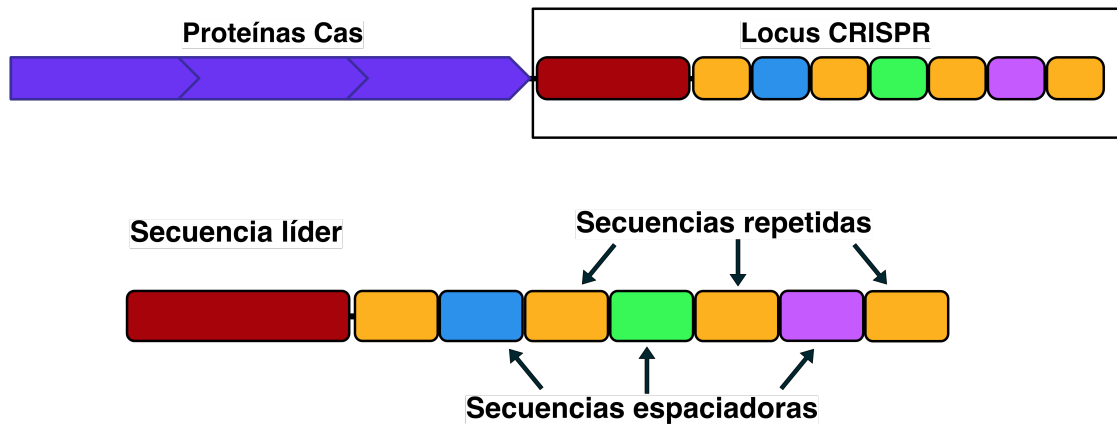 Proteínas Cas
Locus CRISPR
Secuencias repetidas
Secuencia líder
Secuencias espaciadoras